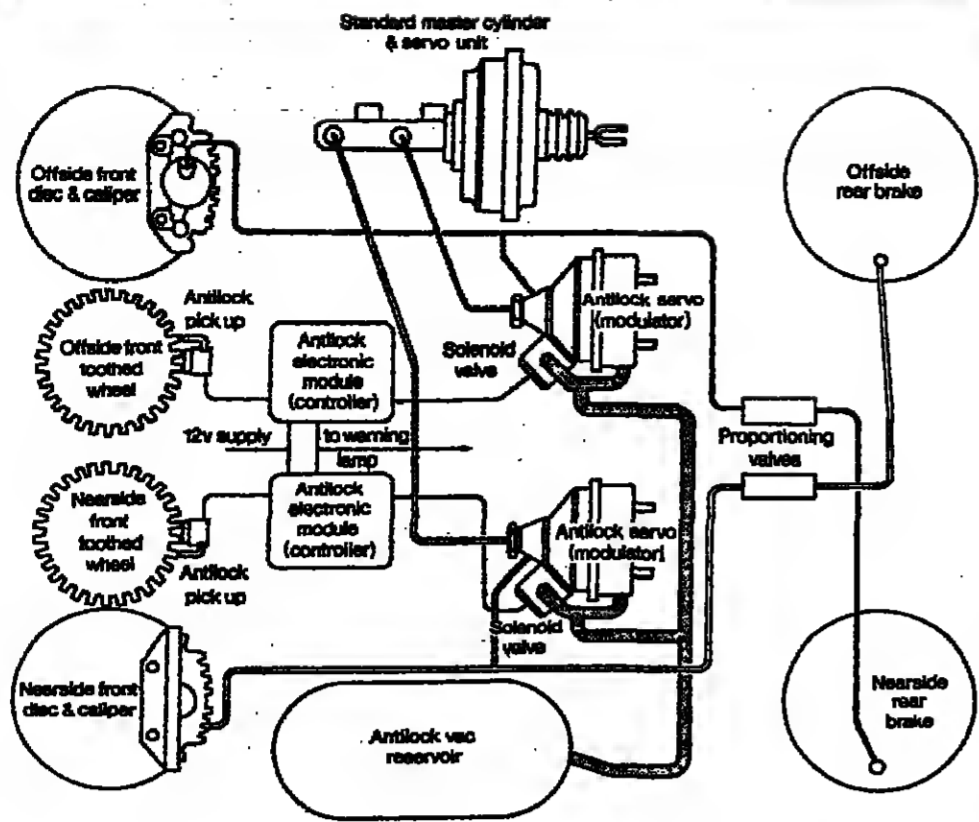 Standard master cylinder
& servo unit
Offside front
disc & caliper
Offside
rear brake
Antilock
pick up
Offside front
toothed
wheel
Antilock
electronic
module
(controller)
Solenoid
valve
Antilock servo
(modulator)
12v supply
to warning
lamp
Proportioning
valves
Nearside
front
toothed
wheel
Antilock
pick up
Antilock
electronic
module
(controller)
Antilock servo
(modulator)
Solenoid
valve
Nearside front
disc & caliper
Antilock vac
reservoir
Nearside
rear
brake